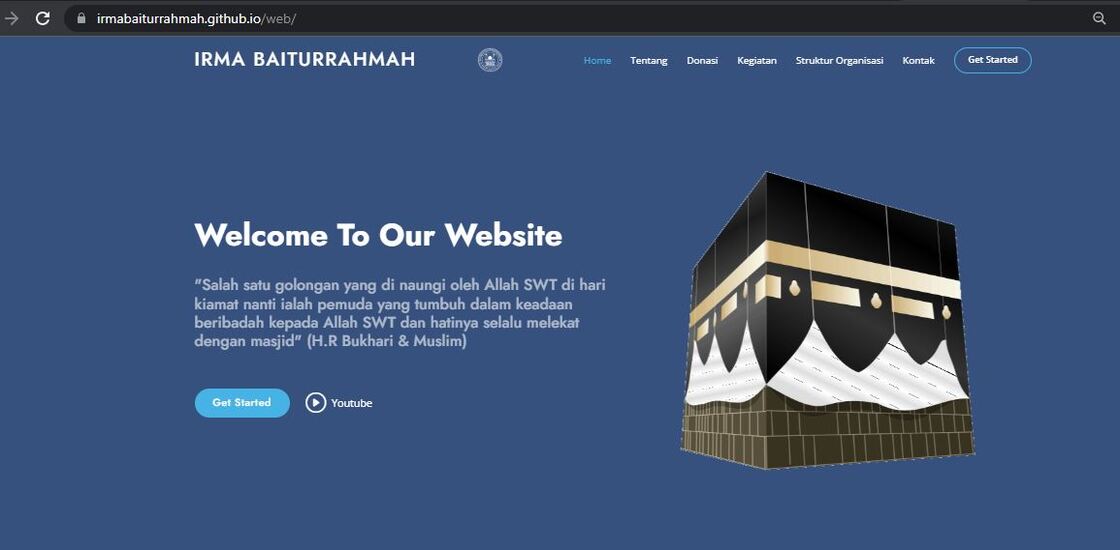 irmabaiturrahmah.github.io/web/
IRMA BAITURRAHMAH
Home Tentang Donasi Kegiatan Struktur Organisasi Kontak Get Started
Welcome To Our Website
"Salah satu golongan yang di naungi oleh Allah SWT di hari
kiamat nanti ialah pemuda yang tumbuh dalam keadaan
beribadah kepada Allah SWT dan hatinya selalu melekat
dengan masjid" (H.R Bukhari & Muslim)
Get Started Youtube